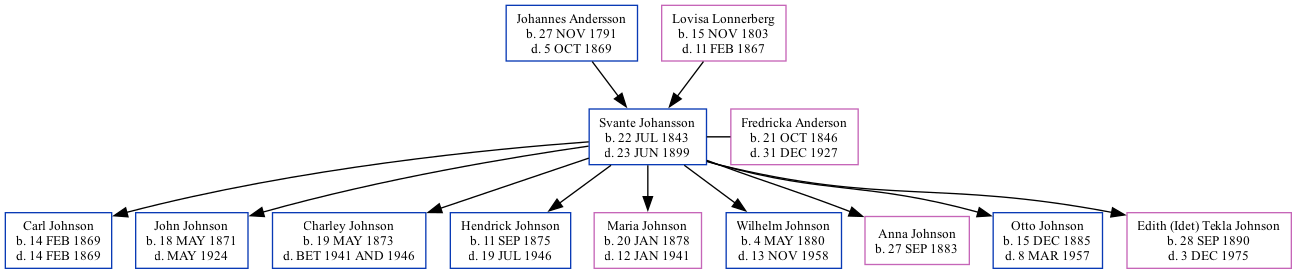 Johannes Andersson
b. 27 NOV 1791
d. 5 OCT 1869
Lovisa Lonnerberg
b. 15 NOV 1803
d. 11 FEB 1867
Svante Johansson
b. 22 JUL 1843
d. 23 JUN 1899
Fredricka Anderson
b. 21 OCT 1846
d. 31 DEC 1927
Carl Johnson
b. 14 FEB 1869
d. 14 FEB 1869
John Johnson
b. 18 MAY 1871
d. MAY 1924
Charley Johnson
b. 19 MAY 1873
d. BET 1941 AND 1946
Hendrick Johnson
b. 11 SEP 1875
d. 19 JUL 1946
Maria Johnson
b. 20 JAN 1878
d. 12 JAN 1941
Wilhelm Johnson
b. 4 MAY 1880
d. 13 NOV 1958
Anna Johnson
b. 27 SEP 1883
Otto Johnson
b. 15 DEC 1885
d. 8 MAR 1957
Edith (Idet) Tekla Johnson
b. 28 SEP 1890
d. 3 DEC 1975